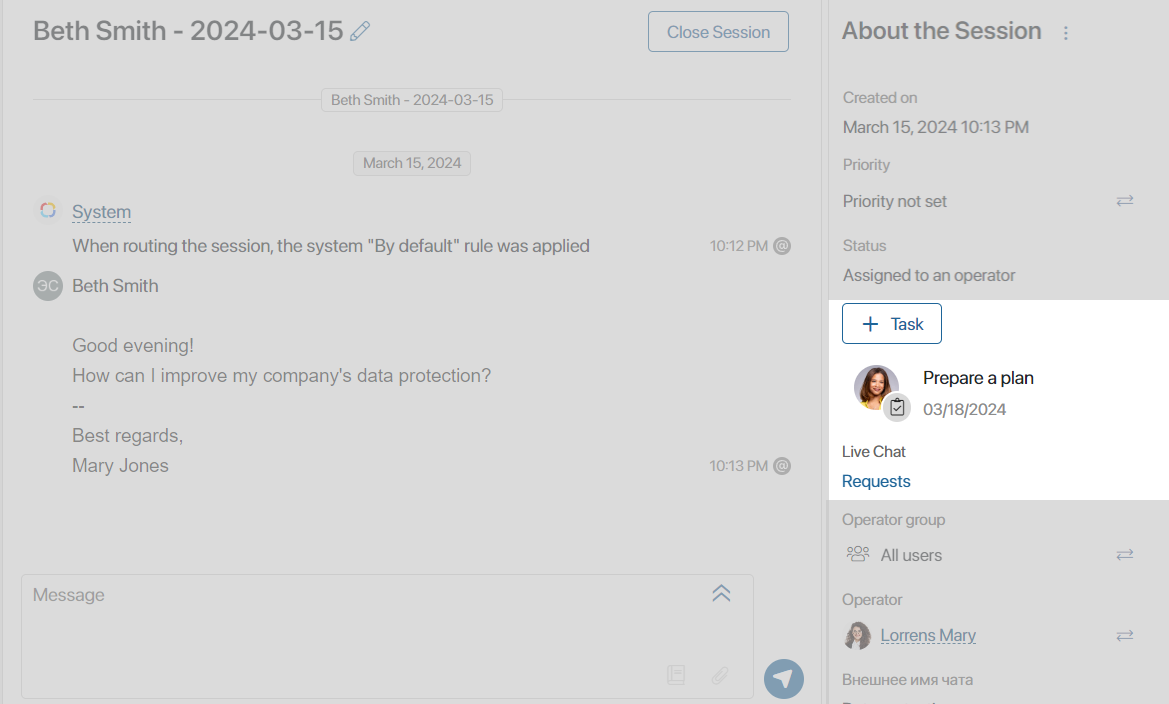 Beth Smith - 2024-03-15
Close Session
Beth Smith - 2024-03-15
March 15, 2024
System
When routing the session, the system "By default" rule was applied
10:12 PM @
ЭС
Beth Smith
Good evening!
How can I improve my company's data protection?
--
Best regards,
Mary Jones
10:13 PM @
Message
About the Session
Created on
March 15, 2024 10:13 PM
Priority
Priority not set
Status
Assigned to an operator
+ Task
Prepare a plan
03/18/2024
Live Chat
Requests
Operator group
All users
Operator
Lorrens Mary
Внешнее имя чата